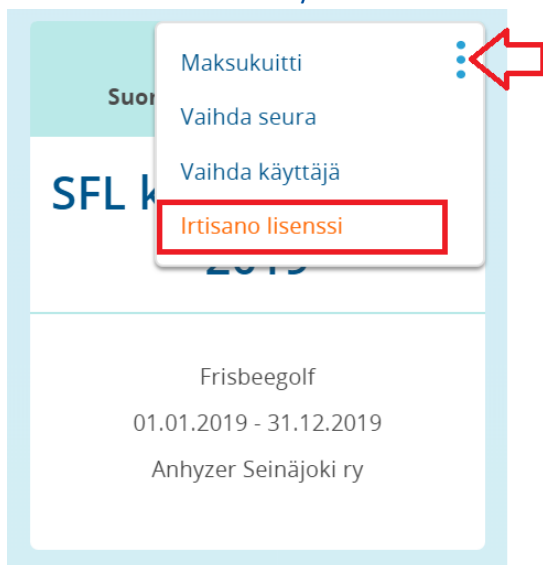 Maksukuitti
Suor
Vaihda seura
Vaihda käyttäjä
SFL k
Irtisano lisenssi
2019
Frisbeegolf
01.01.2019 - 31.12.2019
Anhyzer Seinäjoki ry